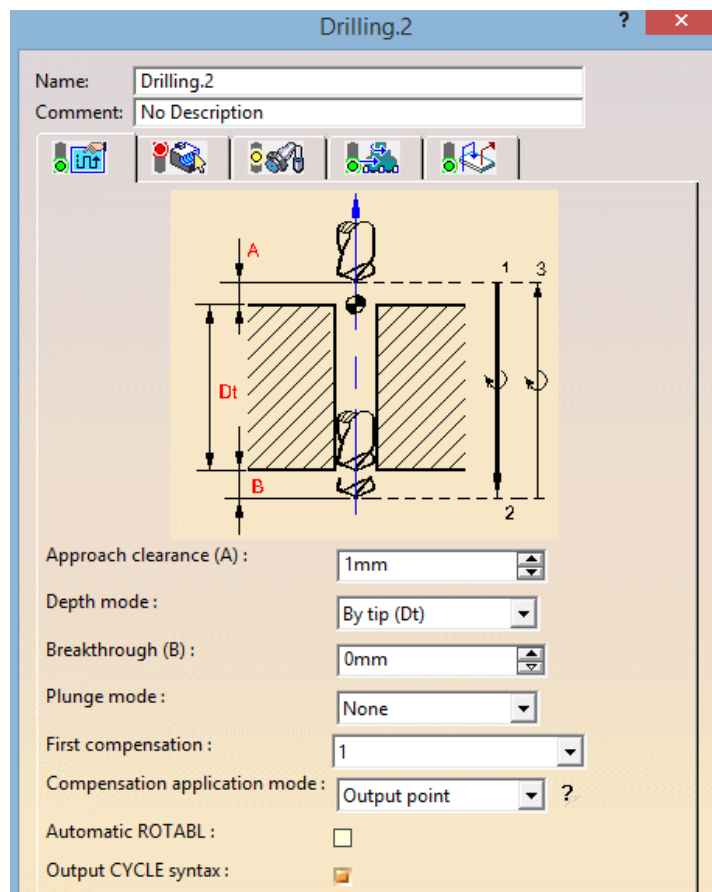 Drilling.2 ? ×
Name: Drilling.2
Comment: No Description
A
1 3
Dt
B
2
Approach clearance (A) : 1mm
Depth mode : By tip (Dt)
Breakthrough (B) : 0mm
Plunge mode : None
First compensation : 1
Compensation application mode : Output point ?
Automatic ROTABL :
Output CYCLE syntax :